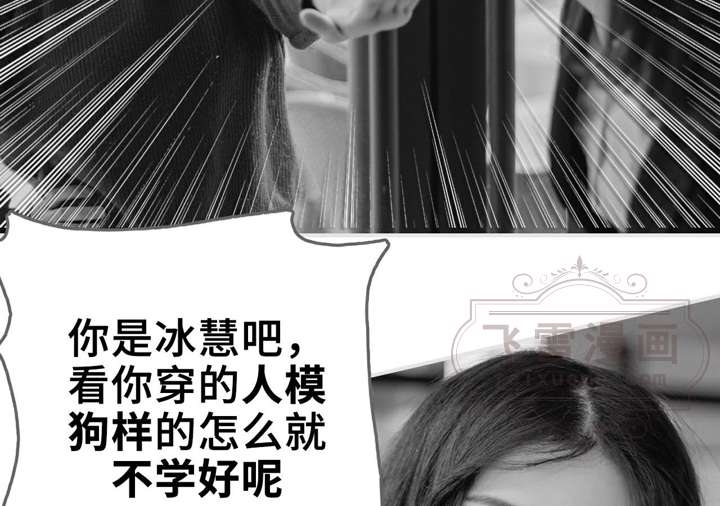 你是冰慧吧，
看你穿的人模
狗样的怎么就
不学好呢
飞雪漫画